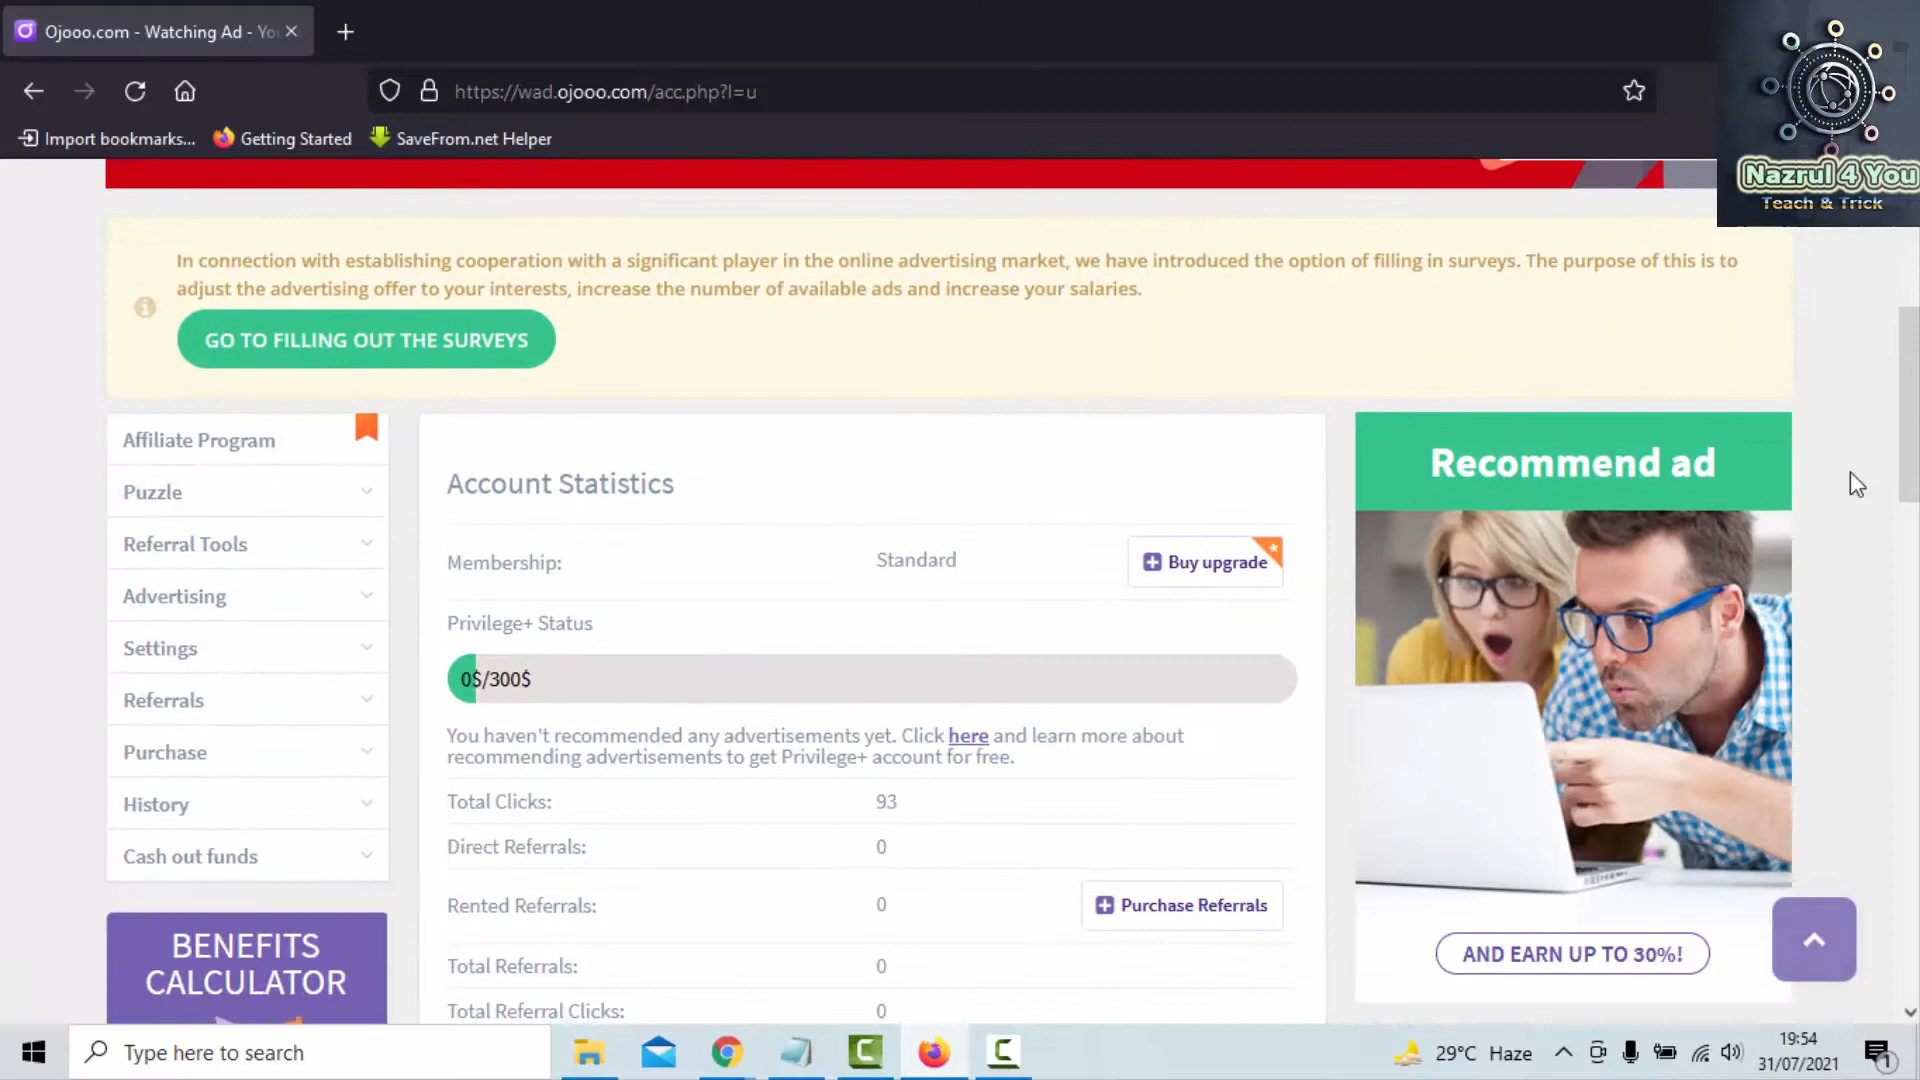 Ojooo.com - Watching Ad - Yo
https://wad.ojooo.com/acc.php?l=u
Import bookmarks...
Getting Started
SaveFrom.net Helper
Nazrul 4 You
Teach & Trick
In connection with establishing cooperation with a significant player in the online advertising market, we have introduced the option of filling in surveys. The purpose of this is to
adjust the advertising offer to your interests, increase the number of available ads and increase your salaries.
GO TO FILLING OUT THE SURVEYS
Affiliate Program
Puzzle
Referral Tools
Advertising
Settings
Referrals
Purchase
History
Cash out funds
BENEFITS
CALCULATOR
Account Statistics
Membership: Standard Buy upgrade
Privilege+ Status
0$/300$
You haven't recommended any advertisements yet. Click here and learn more about
recommending advertisements to get Privilege+ account for free.
Total Clicks: 93
Direct Referrals: 0
Rented Referrals: 0 Purchase Referrals
Total Referrals: 0
Total Referral Clicks: 0
Recommend ad
AND EARN UP TO 30%!
Type here to search
29°C Haze
19:54
31/07/2021
1